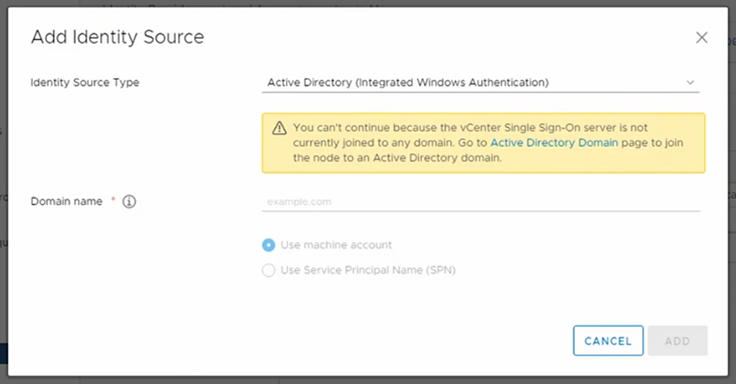 Add Identity Source
Identity Source Type
Active Directory (Integrated Windows Authentication)
You can't continue because the vCenter Single Sign-On server is not
currently joined to any domain. Go to Active Directory Domain page to join
the node to an Active Directory domain.
Domain name *
example.com
Use machine account
Use Service Principal Name (SPN)
CANCEL
ADD